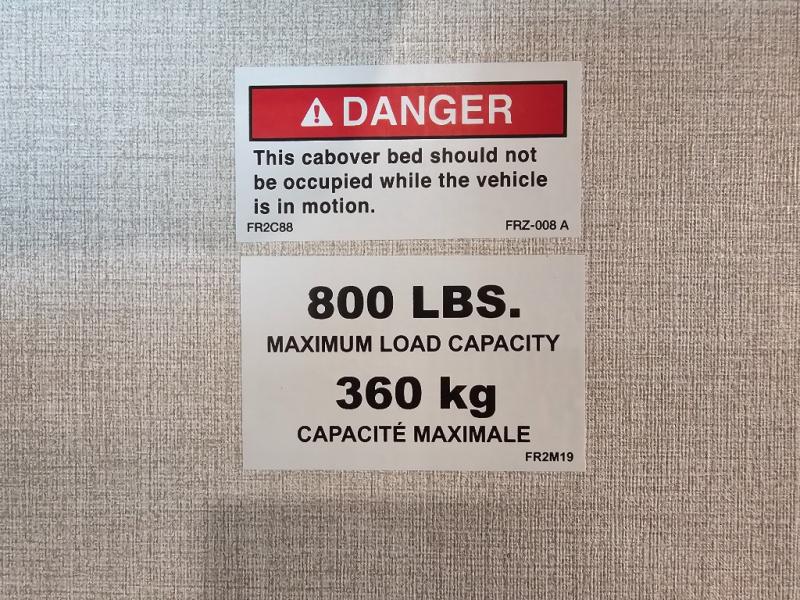 DANGER
This cabover bed should not
be occupied while the vehicle
is in motion.
FR2C88 FRZ-008 A
800 LBS.
MAXIMUM LOAD CAPACITY
360 kg
CAPACITÉ MAXIMALE
FR2M19